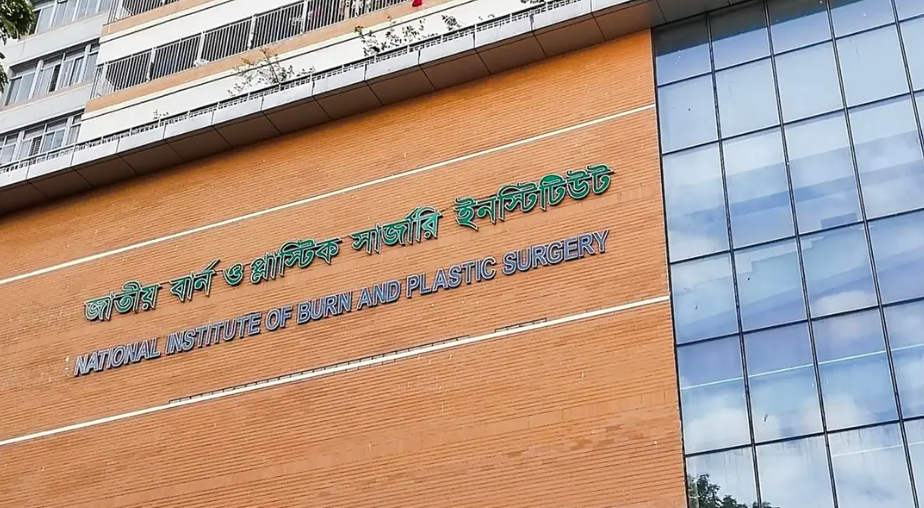 জাতীয় বার্ন ও প্লাস্টিক সার্জারি ইনস্টিটিউট
NATIONAL INSTITUTE OF BURN AND PLASTIC SURGERY